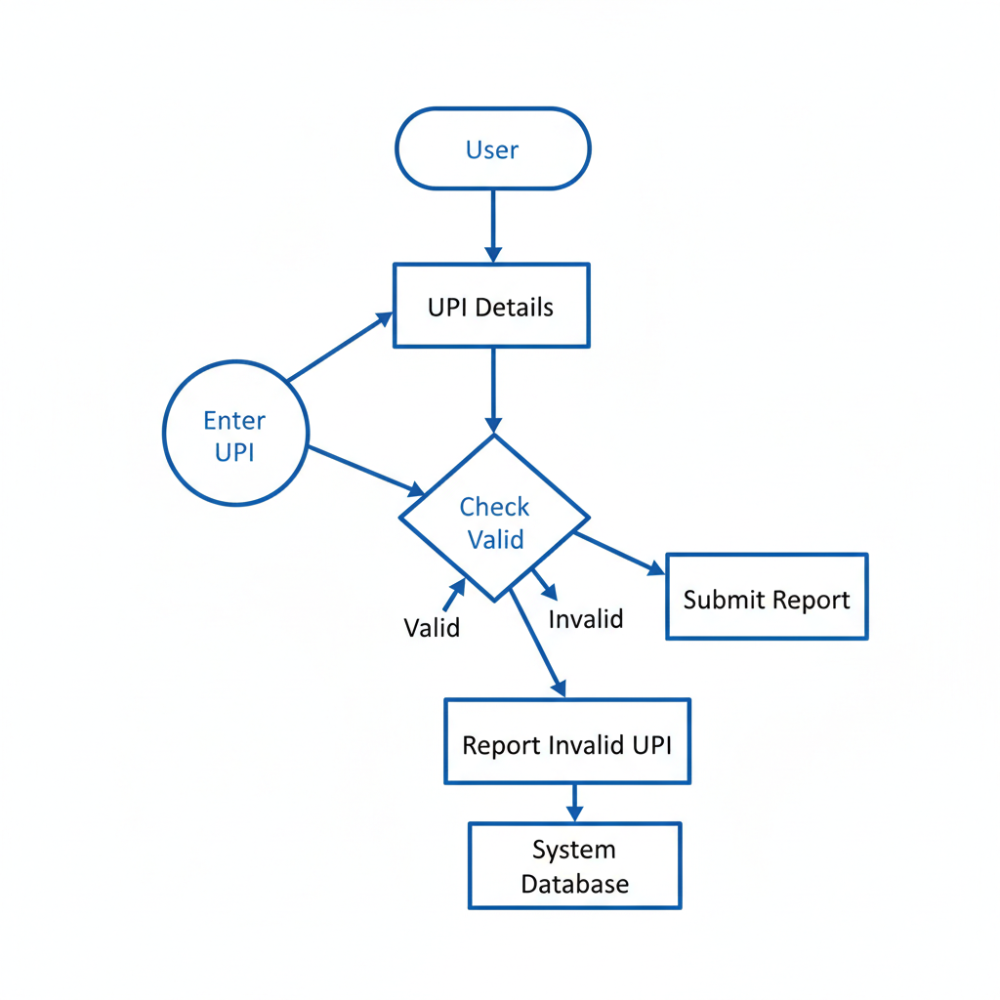 User
UPI Details
Enter
UPI
Check
Valid
Valid
Invalid
Submit Report
Report Invalid UPI
System
Database